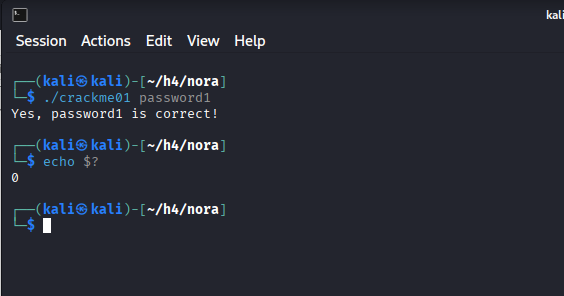 kali
Session Actions Edit View Help
┌──(kali㉿kali)-[~/h4/nora]
└─$ ./crackme01 password1
Yes, password1 is correct!
┌──(kali㉿kali)-[~/h4/nora]
└─$ echo $?
0
┌──(kali㉿kali)-[~/h4/nora]
└─$